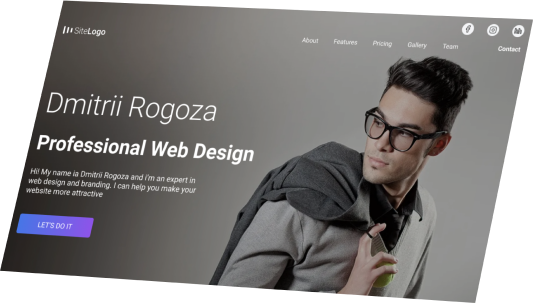 SiteLogo
About Features Pricing Gallery Team Contact
Dmitrii Rogoza
Professional Web Design
Hi! My name ia Dmitrii Rogoza and i'm an expert in
web design and branding. I can help you make your
website more attractive
LET'S DO IT